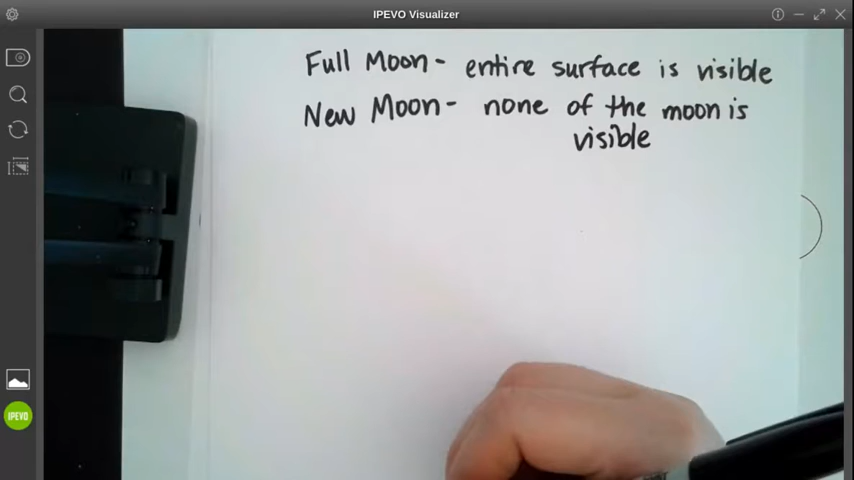 IPEVO Visualizer
Full Moon- entire surface is visible
New Moon- none of the moon is
visible
IPEVO